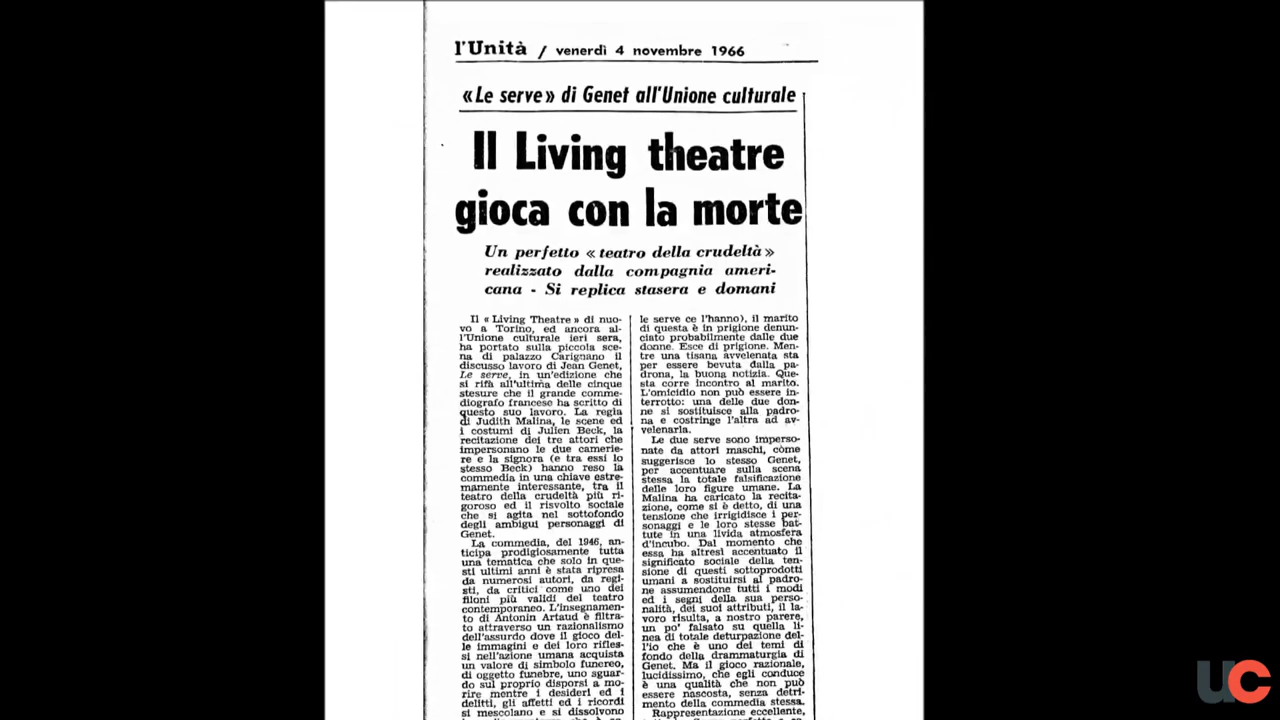 l'Unità / venerdì 4 novembre 1966
«Le serve» di Genet all'Unione culturale
Il Living theatre
gioca con la morte
Un perfetto « teatro della crudeltà »
realizzato dalla compagnia ameri-
cana - Si replica stasera e domani
Il « Living Theatre » di nuo-
vo a Torino, ed ancora al-
l'Unione culturale ieri sera,
ha portato sulla piccola sce-
na di palazzo Carignano il
discusso lavoro di Jean Genet,
Le serve, in un'edizione che
si rifà all'ultima delle cinque
stesure che il grande comme-
diografo francese ha scritto di
questo suo lavoro. La regia
di Judith Malina, le scene ed
i costumi di Julien Beck, la
recitazione dei tre attori che
impersonano le due camerie-
re e la signora (e tra essi lo
stesso Beck) hanno reso la
commedia in una chiave estre-
mamente interessante, tra il
teatro della crudeltà più ri-
goroso ed il risvolto sociale
che si agita nel sottofondo
degli ambigui personaggi di
Genet.
La commedia, del 1946, an-
ticipa prodigiosamente tutta
una tematica che solo in que-
sti ultimi anni è stata ripresa
da numerosi autori, da regi-
sti, da critici come uno dei
filoni più validi del teatro
contemporaneo. L'insegnamen-
to di Antonin Artaud è filtra-
to attraverso un razionalismo
dell'assurdo dove il gioco del-
le immagini e dei loro rifles-
si nell'azione umana acquista
un valore di simbolo funereo,
di oggetto funebre, uno sguar-
do sul proprio disporsi a mo-
rire mentre i desideri ed i
delitti, gli affetti ed i ricordi
si mescolano e si dissolvono
le serve ce l'hanno), il marito
di questa è in prigione denun-
ciato probabilmente dalle due
donne. Esce di prigione. Men-
tre una tisana avvelenata sta
per essere bevuta dalla pa-
drona, la buona notizia. Que-
sta corre incontro al marito.
L'omicidio non può essere in-
terrotto: una delle due don-
ne si sostituisce alla padro-
na e costringe l'altra ad av-
velenarla.
Le due serve sono imperso-
nate da attori maschi, còme
suggerisce lo stesso Genet,
per accentuare sulla scena
stessa la totale falsificazione
delle loro figure umane. La
Malina ha caricato la recita-
zione, come si è detto, di una
tensione che irrigidisce i per-
sonaggi e le loro stesse bat-
tute in una livida atmosfera
d'incubo. Dal momento che
essa ha altresì accentuato il
significato sociale della ten-
sione di questi sottoprodotti
umani a sostituirsi al padro-
ne assumendone tutti i modi
ed i segni della sua perso-
nalità, dei suoi attributi, il la-
voro risulta, a nostro parere,
un po' falsato su quella li-
nea di totale deturpazione del-
l'io che è uno dei temi di
fondo della drammaturgia di
Genet. Ma il gioco razionale,
lucidissimo, che egli conduce
è una qualità che non può
essere nascosta, senza detri-
mento della commedia stessa.
Rappresentazione eccellente,
uc